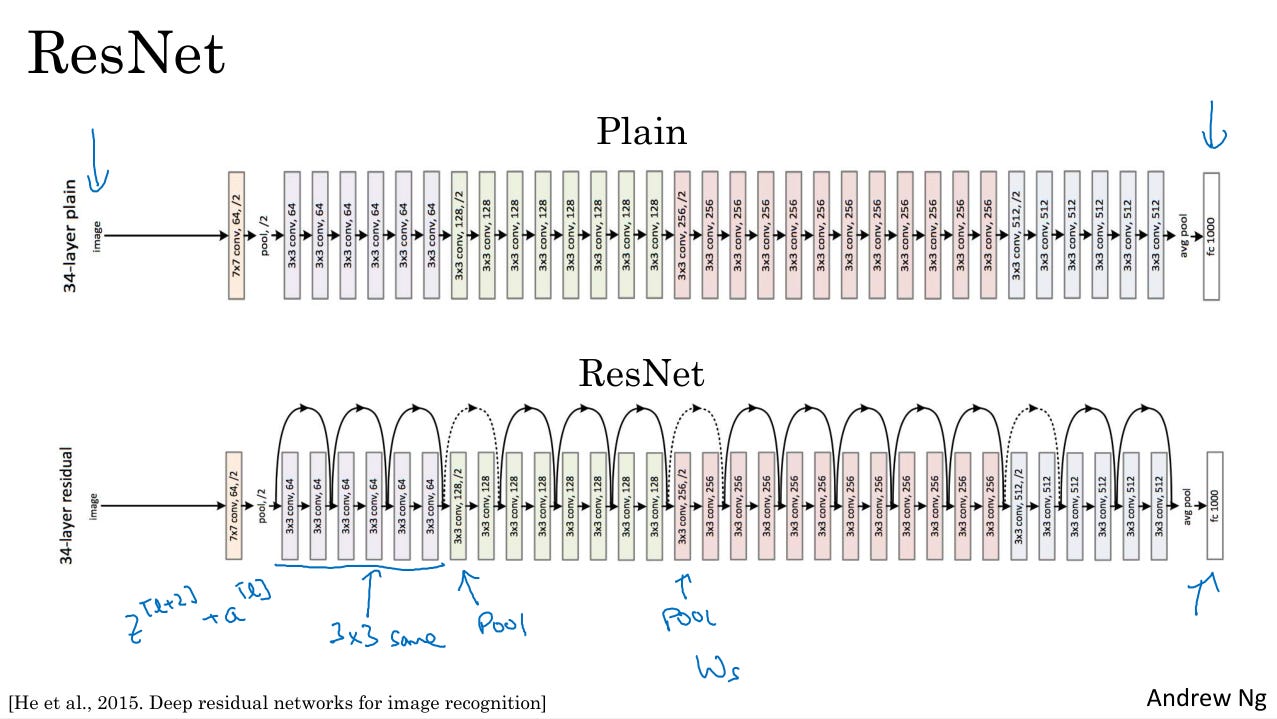 ResNet
Plain
34-layer plain
image
7x7 conv, 64, /2
pool, /2
3x3 conv, 64
3x3 conv, 64
3x3 conv, 64
3x3 conv, 64
3x3 conv, 64
3x3 conv, 64
3x3 conv, 128, /2
3x3 conv, 128
3x3 conv, 128
3x3 conv, 128
3x3 conv, 128
3x3 conv, 128
3x3 conv, 128
3x3 conv, 128
3x3 conv, 256, /2
3x3 conv, 256
3x3 conv, 256
3x3 conv, 256
3x3 conv, 256
3x3 conv, 256
3x3 conv, 256
3x3 conv, 256
3x3 conv, 256
3x3 conv, 256
3x3 conv, 256
3x3 conv, 256
3x3 conv, 512, /2
3x3 conv, 512
3x3 conv, 512
3x3 conv, 512
3x3 conv, 512
3x3 conv, 512
avg pool
fc 1000
ResNet
34-layer residual
image
7x7 conv, 64, /2
pool, /2
3x3 conv, 64
3x3 conv, 64
3x3 conv, 64
3x3 conv, 64
3x3 conv, 64
3x3 conv, 64
3x3 conv, 128, /2
3x3 conv, 128
3x3 conv, 128
3x3 conv, 128
3x3 conv, 128
3x3 conv, 128
3x3 conv, 128
3x3 conv, 128
3x3 conv, 256, /2
3x3 conv, 256
3x3 conv, 256
3x3 conv, 256
3x3 conv, 256
3x3 conv, 256
3x3 conv, 256
3x3 conv, 256
3x3 conv, 256
3x3 conv, 256
3x3 conv, 256
3x3 conv, 256
3x3 conv, 512, /2
3x3 conv, 512
3x3 conv, 512
3x3 conv, 512
3x3 conv, 512
3x3 conv, 512
avg pool
fc 1000
z^[l+2] + a^[l]
3x3 same
Pool
Pool
Ws
[He et al., 2015. Deep residual networks for image recognition]
Andrew Ng